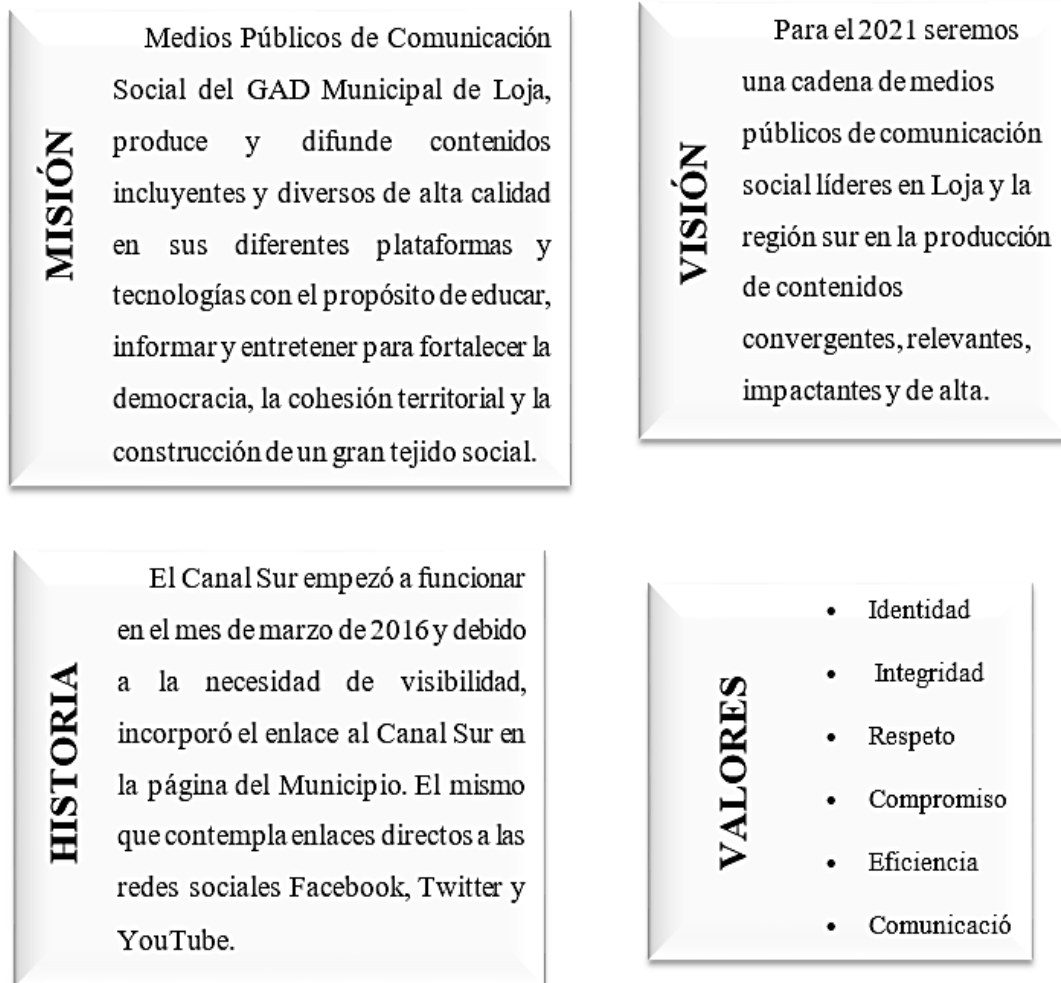 MISIÓN
Medios Públicos de Comunicación
Social del GAD Municipal de Loja,
produce y difunde contenidos
incluyentes y diversos de alta calidad
en sus diferentes plataformas y
tecnologías con el propósito de educar,
informar y entretener para fortalecer la
democracia, la cohesión territorial y la
construcción de un gran tejido social.
VISIÓN
Para el 2021 seremos
una cadena de medios
públicos de comunicación
social líderes en Loja y la
región sur en la producción
de contenidos
convergentes, relevantes,
impactantes y de alta.
HISTORIA
El Canal Sur empezó a funcionar
en el mes de marzo de 2016 y debido
a la necesidad de visibilidad,
incorporó el enlace al Canal Sur en
la página del Municipio. El mismo
que contempla enlaces directos a las
redes sociales Facebook, Twitter y
YouTube.
VALORES
• Identidad
• Integridad
• Respeto
• Compromiso
• Eficiencia
• Comunicació